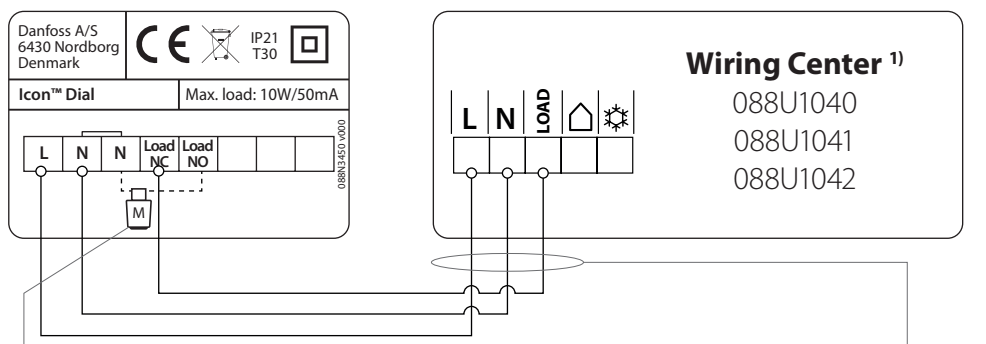 Danfoss A/S
6430 Nordborg
Denmark
CE
IP21
T30
Icon™ Dial
Max. load: 10W/50mA
L
N
N
Load
NC
Load
NO
088N3450 v000
M
L
N
LOAD
Wiring Center 1)
088U1040
088U1041
088U1042